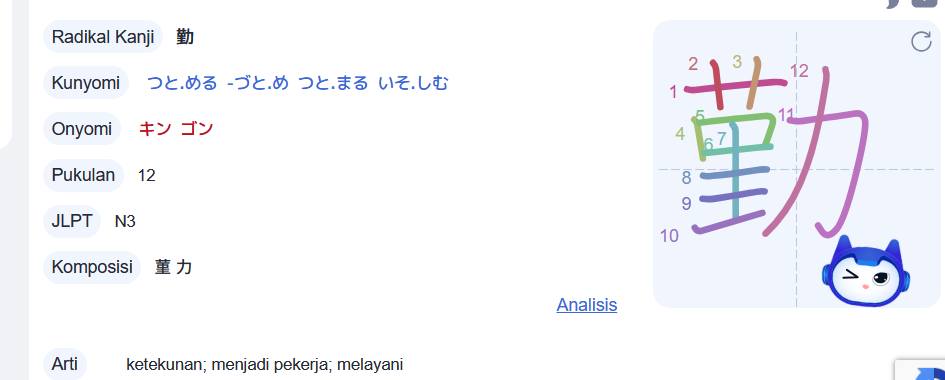 Radikal Kanji 勤
Kunyomi つと.める -づと.め つと.まる いそ.しむ
Onyomi キン ゴン
Pukulan 12
JLPT N3
Komposisi 菫 力
Analisis
Arti ketekunan; menjadi pekerja; melayani
1
2
3
4
5
6
7
8
9
10
11
12
勤